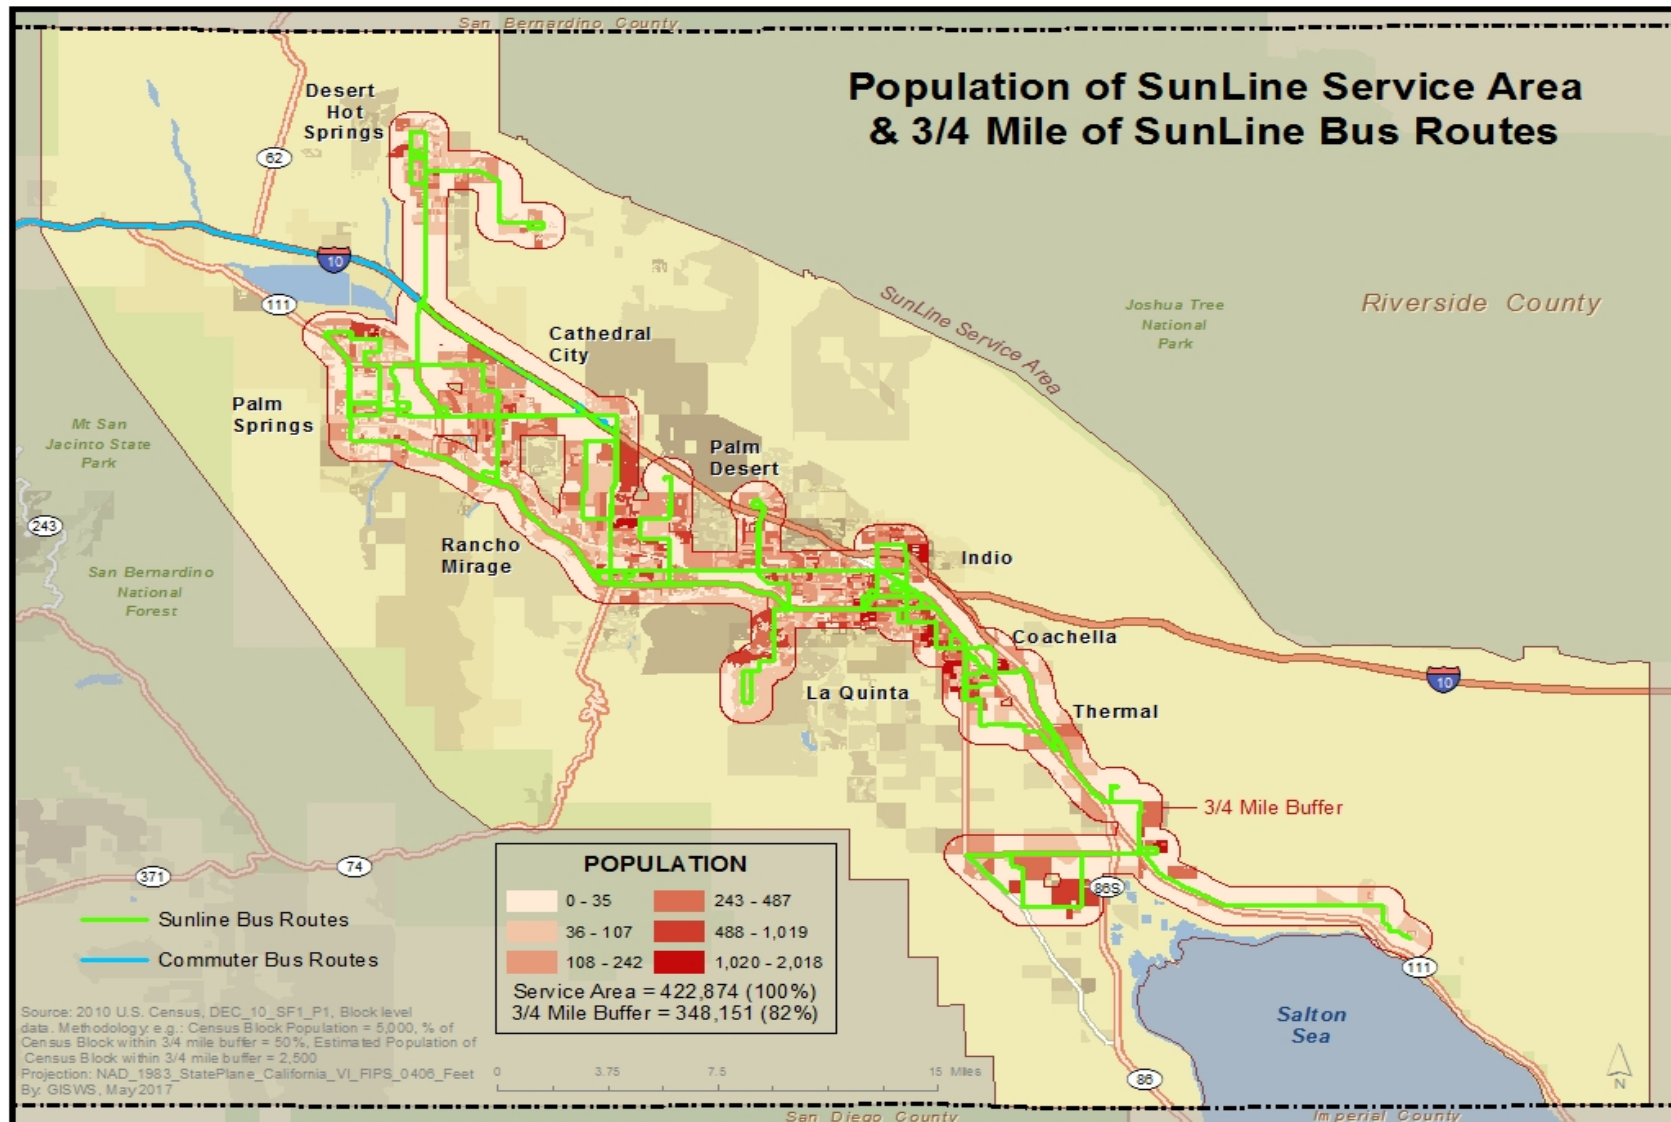 San Bernardino County
Population of SunLine Service Area
& 3/4 Mile of SunLine Bus Routes
Desert
Hot
Springs
62
10
111
SunLine Service Area
Joshua Tree
National
Park
Riverside County
Cathedral
City
Palm
Springs
Mt San
Jacinto State
Park
Palm
Desert
243
Rancho
Mirage
Indio
San Bernardino
National
Forest
Coachella
10
La Quinta
Thermal
3/4 Mile Buffer
371
74
86S
POPULATION
0 - 35
36 - 107
108 - 242
243 - 487
488 - 1,019
1,020 - 2,018
Service Area = 422,874 (100%)
3/4 Mile Buffer = 348,151 (82%)
Sunline Bus Routes
Commuter Bus Routes
111
Salton
Sea
86
N
Source: 2010 U.S. Census, DEC_10_SF1_P1, Block level
data. Methodology: e.g.: Census Block Population = 5,000, % of
Census Block within 3/4 mile buffer = 50%, Estimated Population of
Census Block within 3/4 mile buffer = 2,500
Projection: NAD_1983_StatePlane_California_VI_FIPS_0406_Feet
By: GISWS, May 2017
0 3.75 7.5 15 Miles
San Diego County
Imperial County